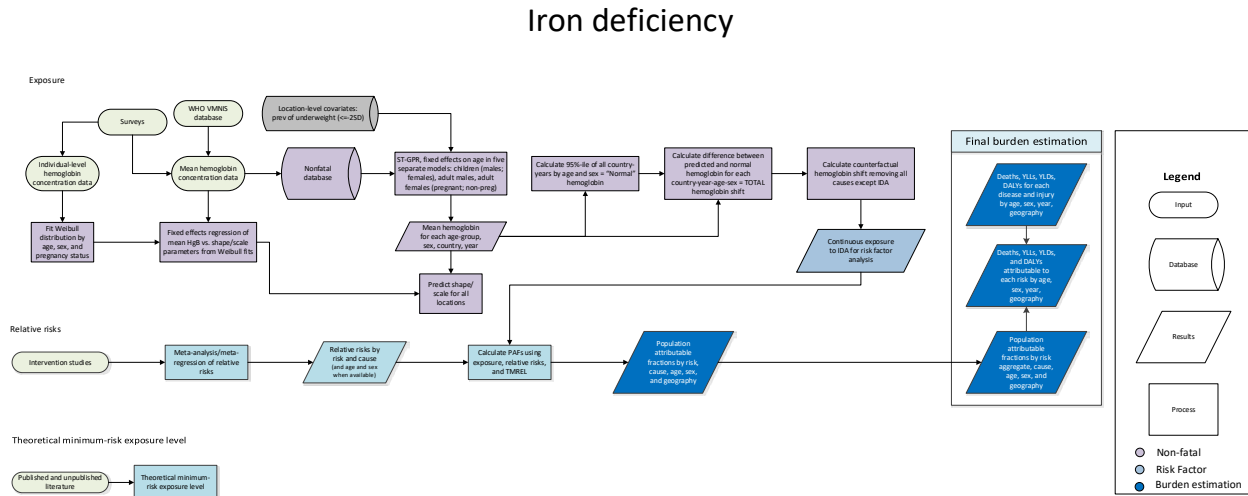 Iron deficiency
Exposure
Surveys
WHO VMNIS
database
Location-level covariates:
prev of underweight (<=-2SD)
Individual-level
hemoglobin
concentration data
Mean hemoglobin
concentration data
Nonfatal
database
ST-GPR, fixed effects on age in five
separate models: children (males;
females), adult males, adult
females (pregnant; non-preg)
Calculate 95%-ile of all country-
years by age and sex = "Normal"
hemoglobin
Calculate difference between
predicted and normal
hemoglobin for each
country-year-age-sex = TOTAL
hemoglobin shift
Calculate counterfactual
hemoglobin shift removing all
causes except IDA
Fit Weibull
distribution by
age, sex, and
pregnancy status
Fixed effects regression of
mean HgB vs. shape/scale
parameters from Weibull fits
Mean hemoglobin
for each age-group,
sex, country, year
Predict shape/
scale for all
locations
Continuous exposure
to IDA for risk factor
analysis
Relative risks
Intervention studies
Meta-analysis/meta-
regression of relative
risks
Relative risks by
risk and cause
(and age and sex
when available)
Calculate PAFs using
exposure, relative risks,
and TMREL
Population
attributable
fractions by risk,
cause, age, sex,
and geography
Final burden estimation
Deaths, YLLs, YLDs,
DALYs for each
disease and injury
by age, sex, year,
geography
Deaths, YLLs, YLDs,
and DALYs
attributable to
each risk by age,
sex, year,
geography
Population
attributable
fractions by risk
aggregate, cause,
age, sex, and
geography
Theoretical minimum-risk exposure level
Published and unpublished
literature
Theoretical minimum-
risk exposure level
Legend
Input
Database
Results
Process
Non-fatal
Risk Factor
Burden estimation